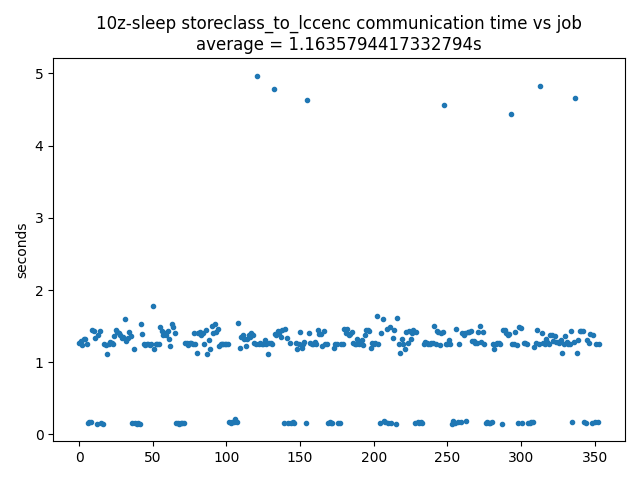 10z-sleep storeclass_to_lccenc communication time vs job
average = 1.1635794417332794s
seconds
5
4
3
2
1
0
0 50 100 150 200 250 300 350